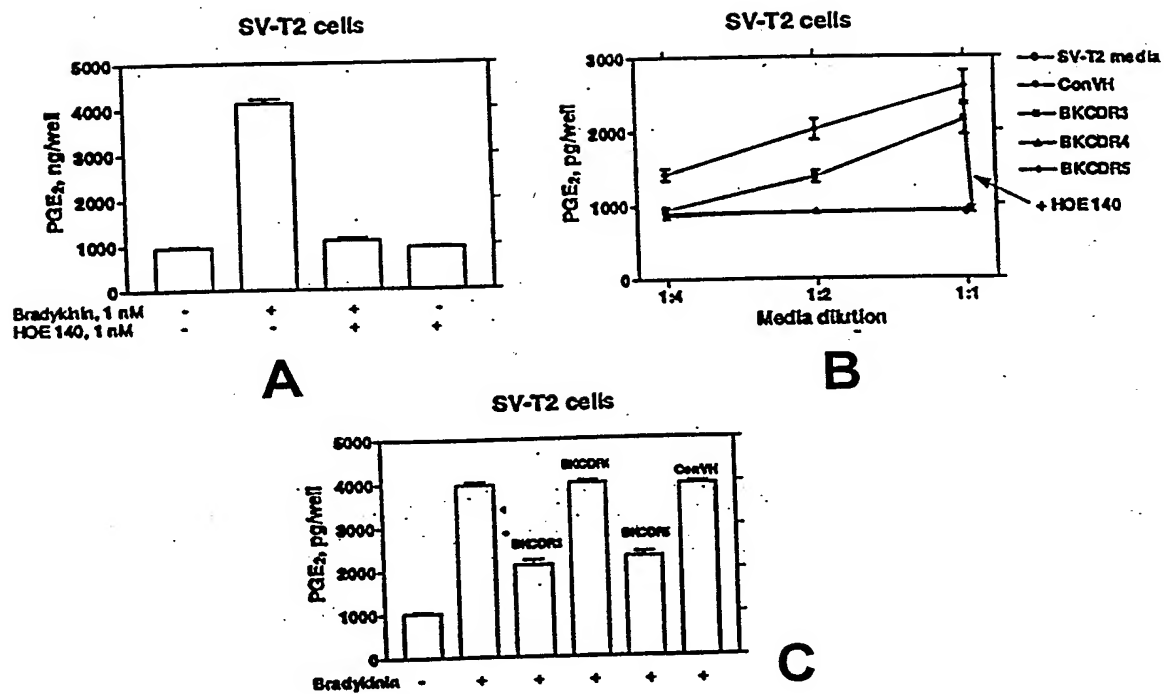 SV-T2 cells
PGE2, ng/well
5000
4000
3000
2000
1000
0
Bradykinin, 1 nM - + + -
HOE 140, 1 nM - - + +
A
SV-T2 cells
PGE2, pg/well
3000
2000
1000
0
1:4 1:2 1:1
Media dilution
SV-T2 media
ConVH
BKCDR3
BKCDR4
BKCDR5
+ HOE 140
B
SV-T2 cells
PGE2, pg/well
5000
4000
3000
2000
1000
0
BKCDR3
BKCDR4
BKCDR5
ConVH
Bradykinin - + + + + +
C